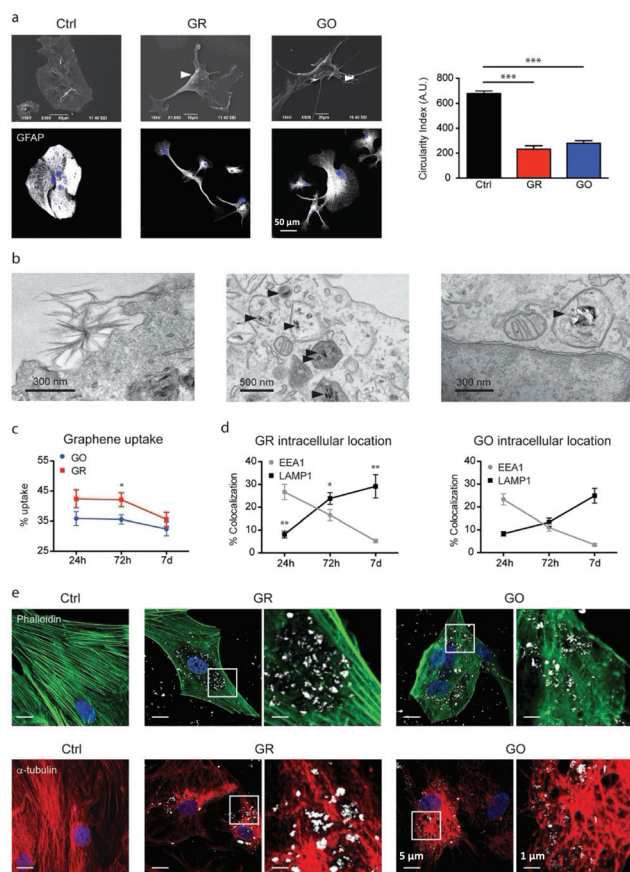 a
Ctrl
GR
GO
GFAP
50 µm
Circularity Index (A.U.)
800
600
400
200
0
***
***
Ctrl
GR
GO
b
300 nm
500 nm
300 nm
c
Graphene uptake
GO
GR
% uptake
45
35
25
*
24h
72h
7d
d
GR intracellular location
EEA1
LAMP1
% Colocalization
40
30
20
10
0
**
*
**
24h
72h
7d
GO intracellular location
EEA1
LAMP1
% Colocalization
40
30
20
10
0
24h
72h
7d
e
Ctrl
GR
GO
Phalloidin
Ctrl
GR
GO
α-tubulin
5 µm
1 µm